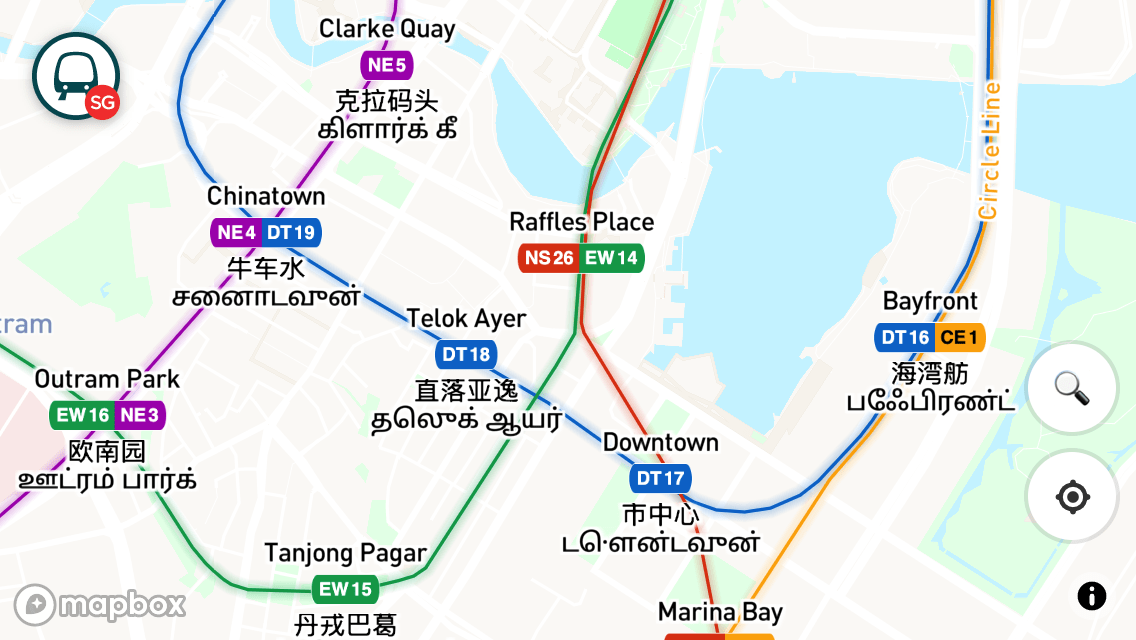 Clarke Quay
NE5
克拉码头
கிளார்க் கீ
SG
Circle Line
Chinatown
NE4 DT19
牛车水
சனைாடவுன்
Raffles Place
NS26 EW14
Telok Ayer
DT18
直落亚逸
தலெுக் ஆயர்
Bayfront
DT16 CE1
海湾舫
பஃேபிரண்ட்
Outram Park
EW16 NE3
欧南园
ஊட்ரம் பார்க்
Downtown
DT17
市中心
டௌண்டவுன்
Tanjong Pagar
EW15
丹戎巴葛
Marina Bay
mapbox